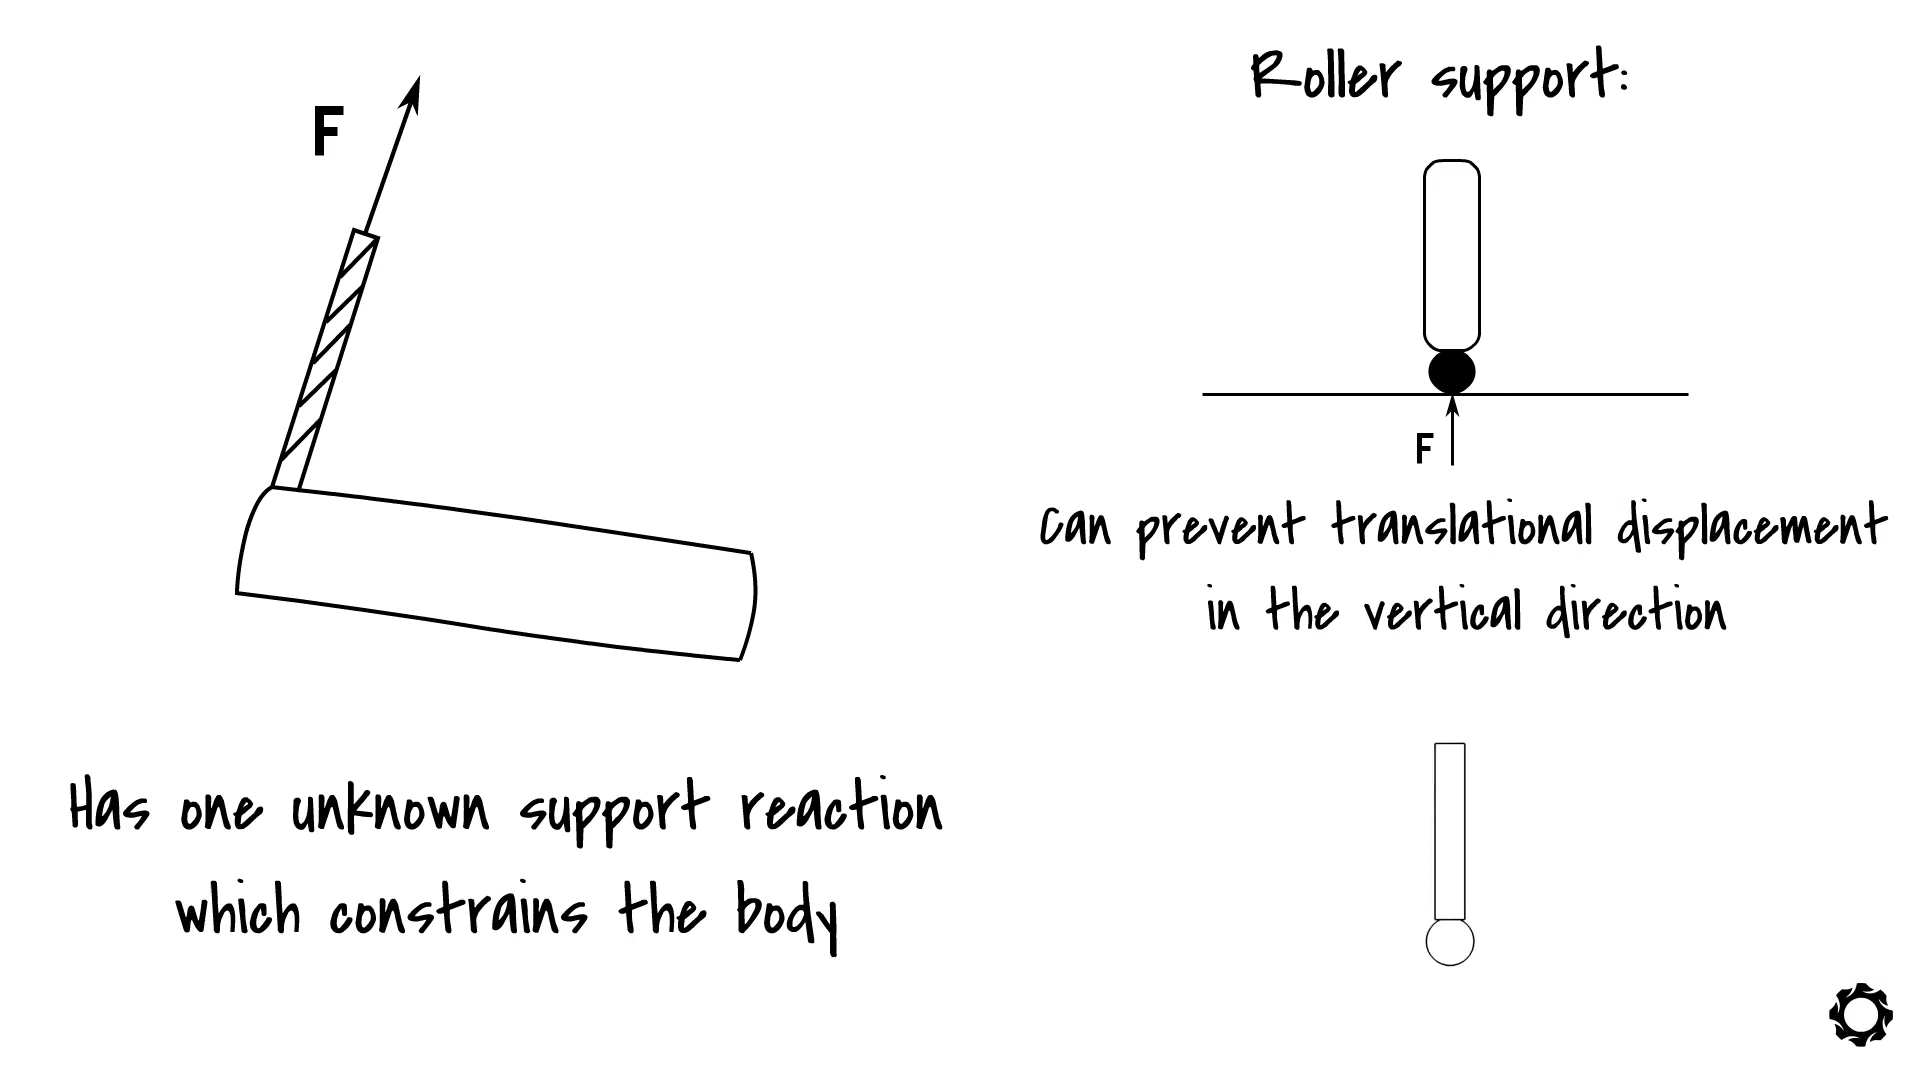 F
Has one unknown support reaction
which constrains the body
Roller support:
F
Can prevent translational displacement
in the vertical direction